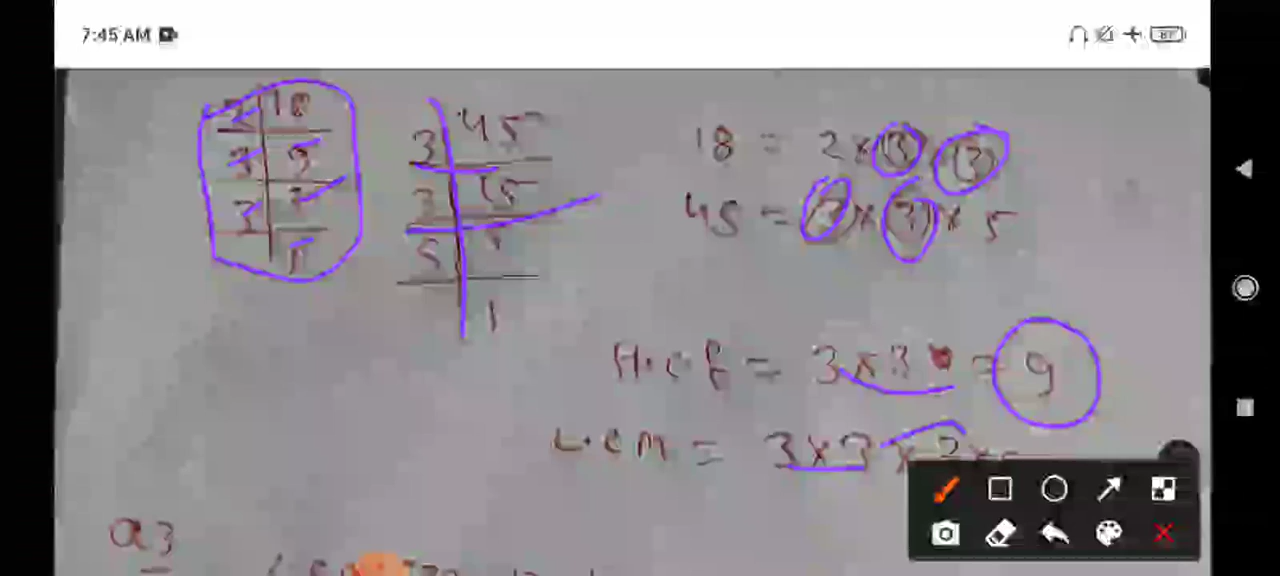 7:45 AM
2 18
3 9
3 3
1
3 45
3 15
5 5
1
18 = 2 × 3 × 3
45 = 3 × 3 × 5
H.C.F = 3 × 3 = 9
L.C.M = 3 × 3 × 2 ×
Q3